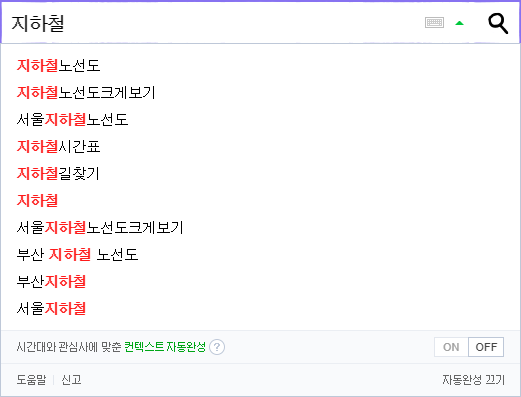 지하철
지하철노선도
지하철노선도크게보기
서울지하철노선도
지하철시간표
지하철길찾기
지하철
서울지하철노선도크게보기
부산 지하철 노선도
부산지하철
서울지하철
시간대와 관심사에 맞춘 컨텍스트 자동완성 ? ON OFF
도움말 신고 자동완성 끄기